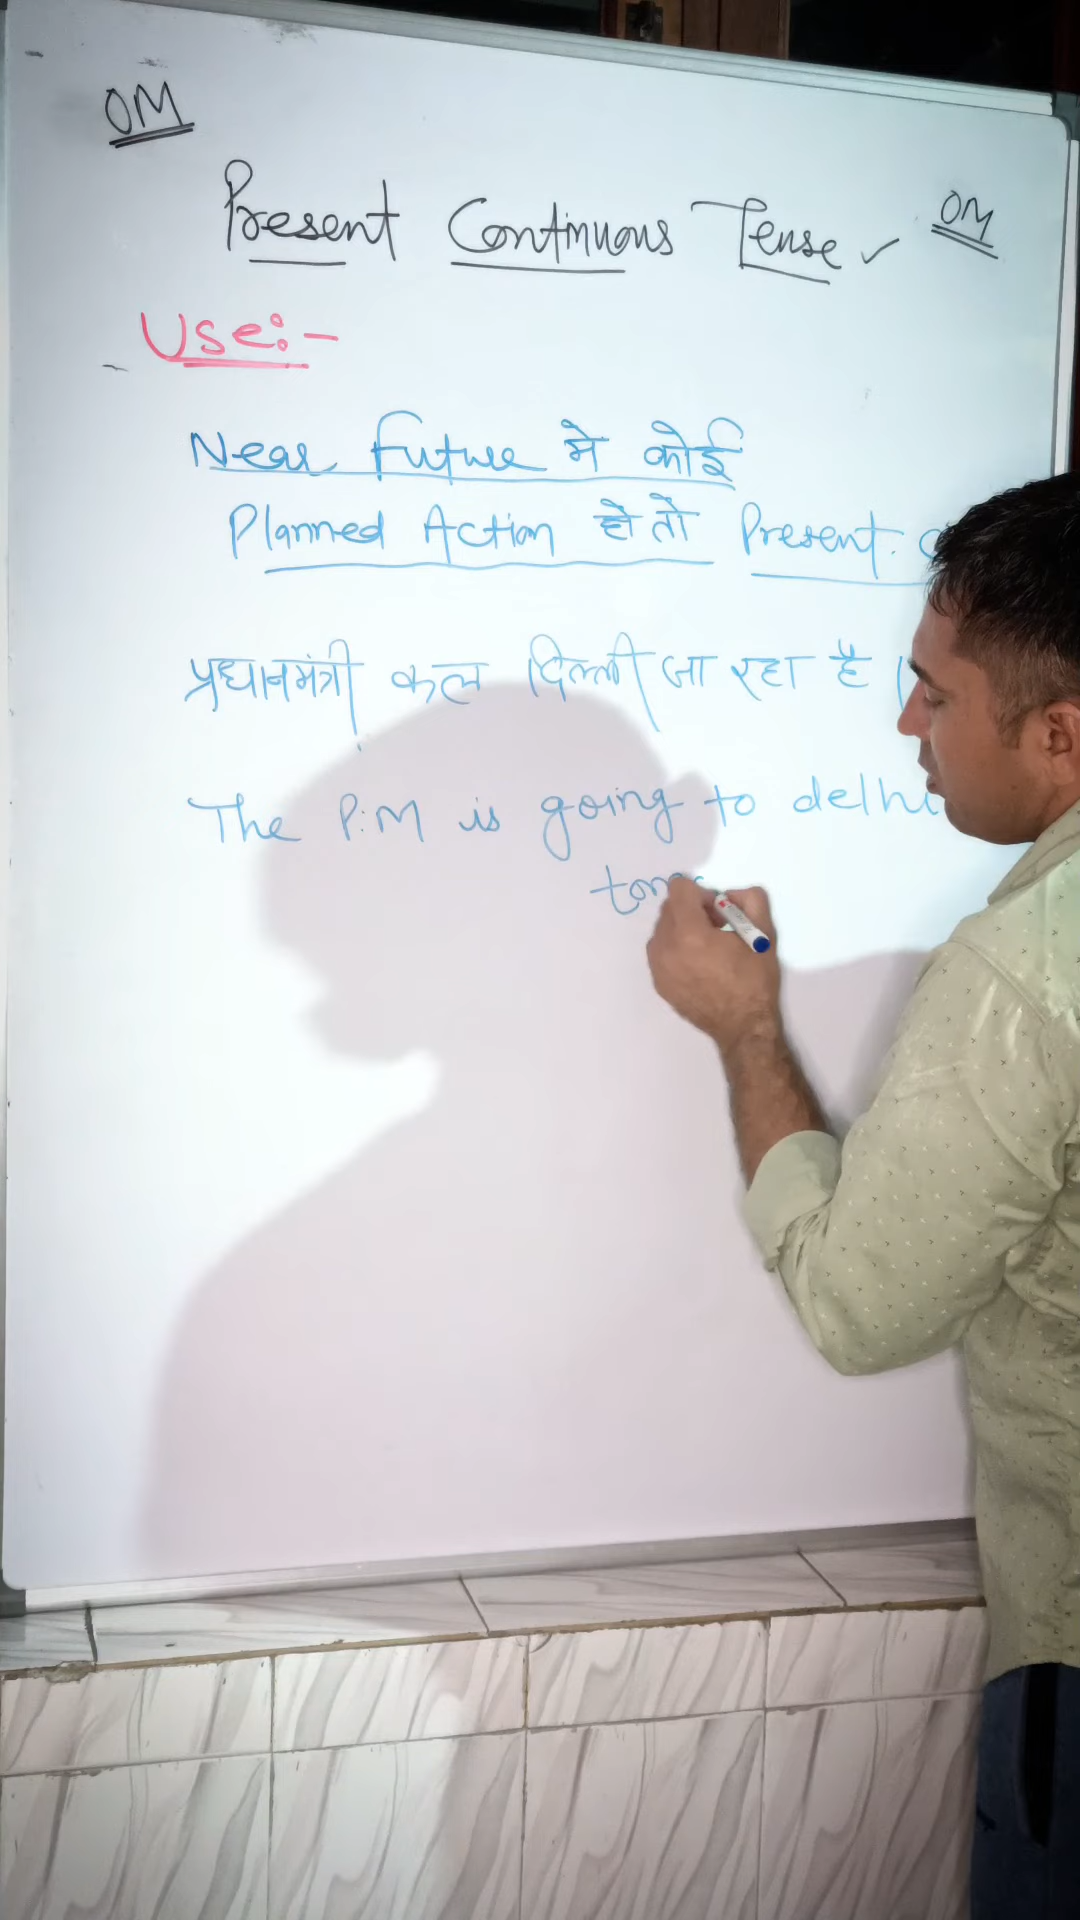 OM
Present Continuous Tense ✓ OM
Use:-
Near Future मे कोई
Planned Action हो तो Present.
प्रधानमंत्री कल दिल्ली जा रहा है ।
The P.M is going to delhi